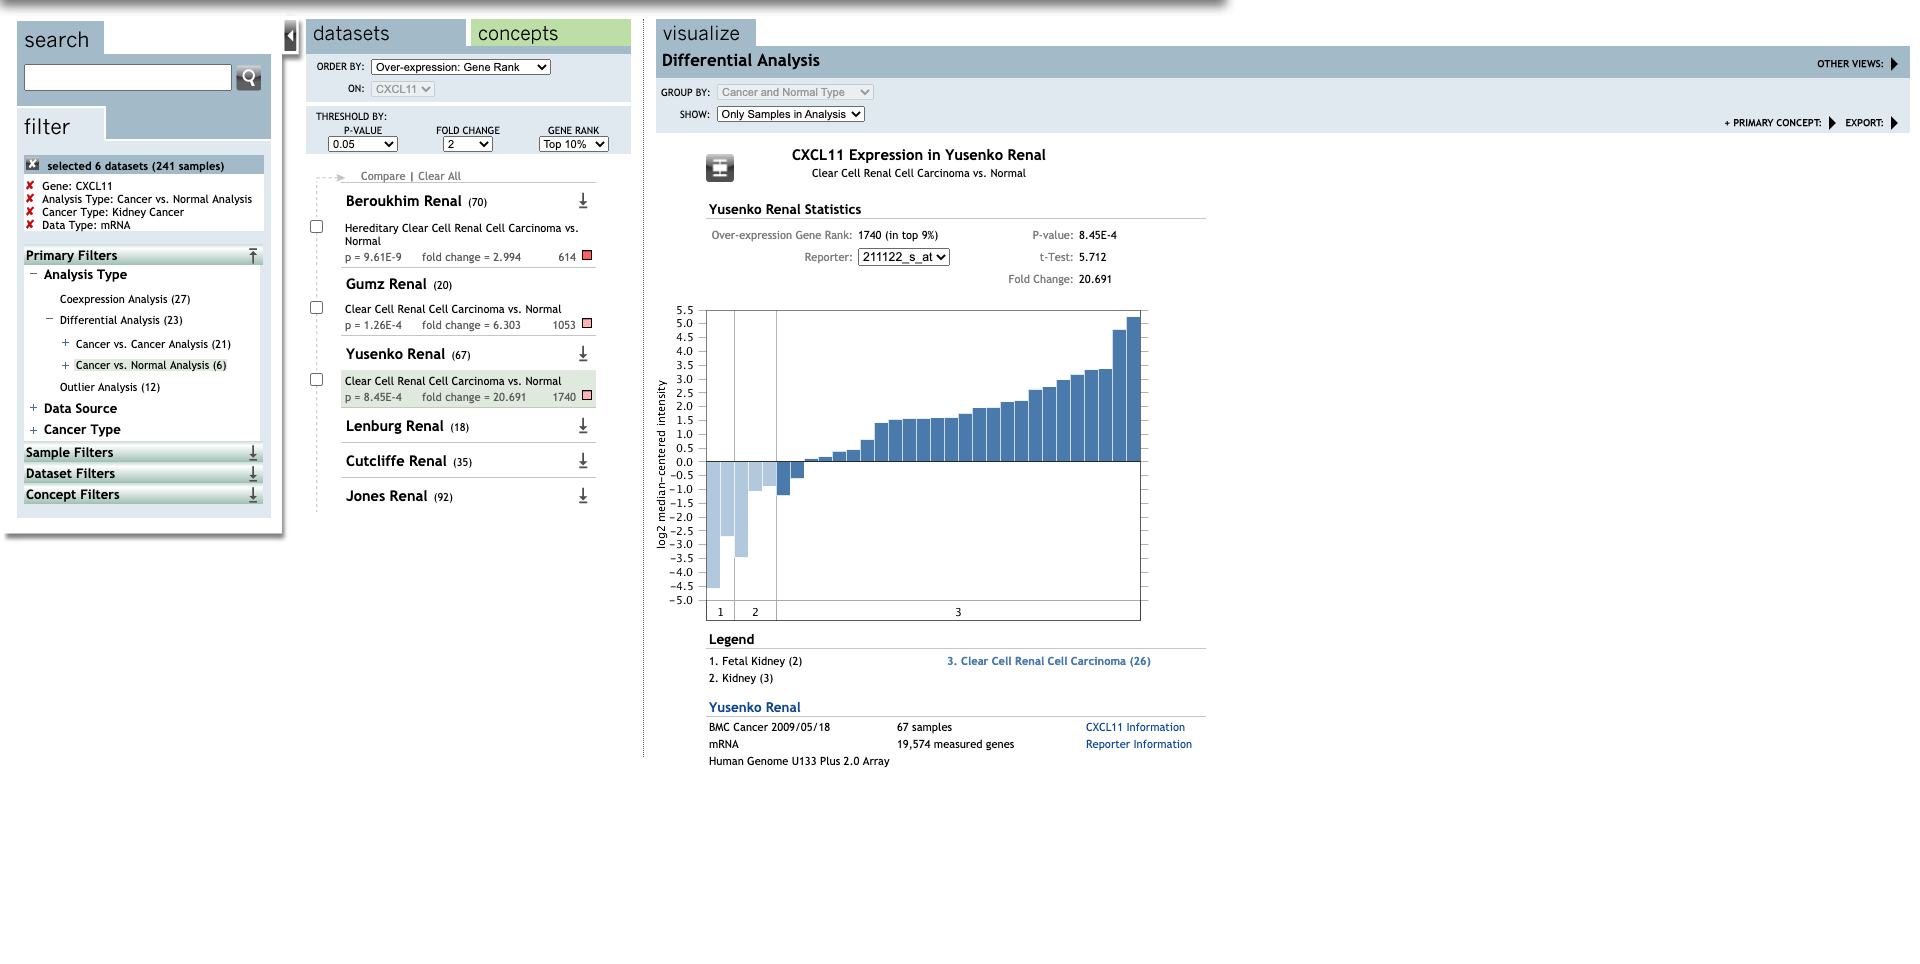 search
filter
selected 6 datasets (241 samples)
Gene: CXCL11
Analysis Type: Cancer vs. Normal Analysis
Cancer Type: Kidney Cancer
Data Type: mRNA
Primary Filters
Analysis Type
Coexpression Analysis (27)
Differential Analysis (23)
Cancer vs. Cancer Analysis (21)
Cancer vs. Normal Analysis (6)
Outlier Analysis (12)
Data Source
Cancer Type
Sample Filters
Dataset Filters
Concept Filters
datasets concepts
ORDER BY: Over-expression: Gene Rank
ON: CXCL11
THRESHOLD BY:
P-VALUE FOLD CHANGE GENE RANK
0.05 2 Top 10%
Compare | Clear All
Beroukhim Renal (70)
Hereditary Clear Cell Renal Cell Carcinoma vs.
Normal
p = 9.61E-9 fold change = 2.994 614
Gumz Renal (20)
Clear Cell Renal Cell Carcinoma vs. Normal
p = 1.26E-4 fold change = 6.303 1053
Yusenko Renal (67)
Clear Cell Renal Cell Carcinoma vs. Normal
p = 8.45E-4 fold change = 20.691 1740
Lenburg Renal (18)
Cutcliffe Renal (35)
Jones Renal (92)
visualize
Differential Analysis
OTHER VIEWS:
GROUP BY: Cancer and Normal Type
SHOW: Only Samples in Analysis
+ PRIMARY CONCEPT: EXPORT:
CXCL11 Expression in Yusenko Renal
Clear Cell Renal Cell Carcinoma vs. Normal
Yusenko Renal Statistics
Over-expression Gene Rank: 1740 (in top 9%) P-value: 8.45E-4
Reporter: 211122_s_at t-Test: 5.712
Fold Change: 20.691
log2 median-centered intensity
5.5
5.0
4.5
4.0
3.5
3.0
2.5
2.0
1.5
1.0
0.5
0.0
-0.5
-1.0
-1.5
-2.0
-2.5
-3.0
-3.5
-4.0
-4.5
-5.0
1 2 3
Legend
1. Fetal Kidney (2) 3. Clear Cell Renal Cell Carcinoma (26)
2. Kidney (3)
Yusenko Renal
BMC Cancer 2009/05/18 67 samples CXCL11 Information
mRNA 19,574 measured genes Reporter Information
Human Genome U133 Plus 2.0 Array